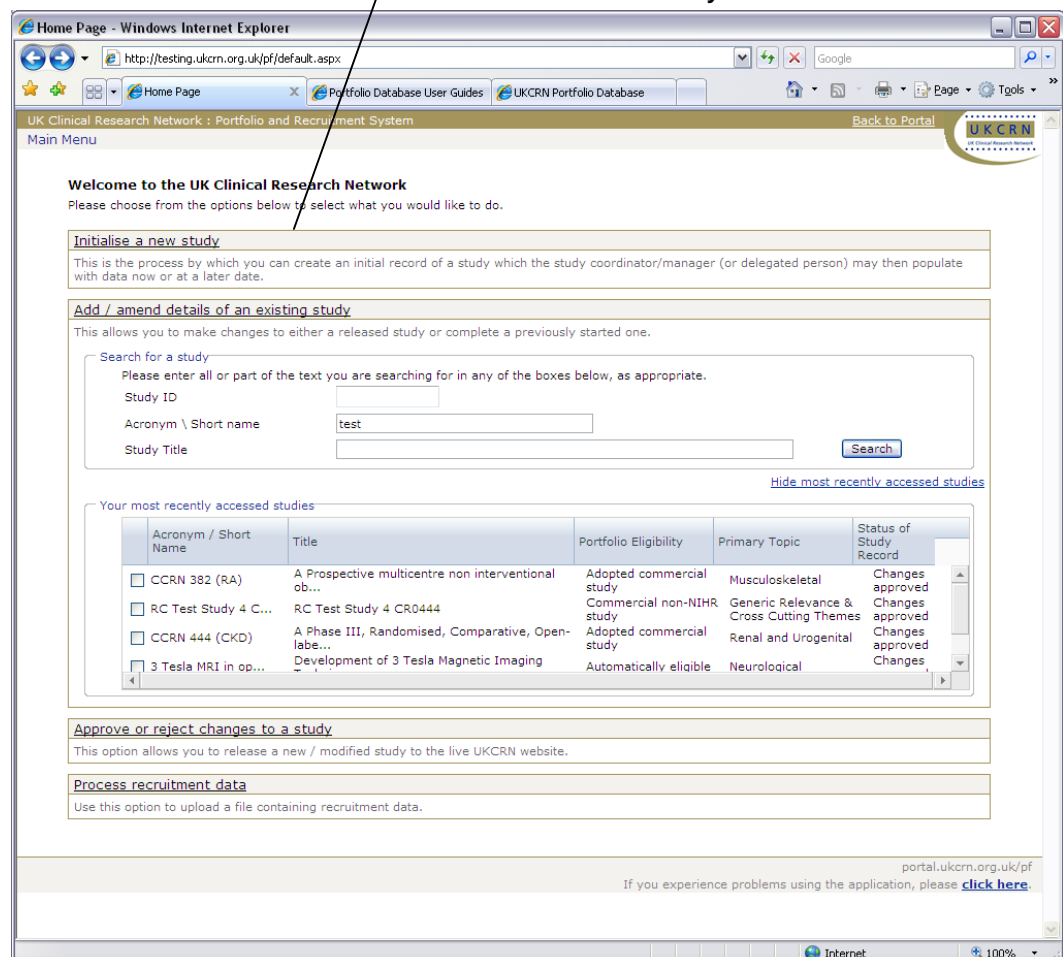 Home Page - Windows Internet Explorer
http://testing.ukcrn.org.uk/pf/default.aspx
Google
Home Page
Portfolio Database User Guides
UKCRN Portfolio Database
Page
Tools
UK Clinical Research Network : Portfolio and Recruitment System
Back to Portal
UKCRN
UK Clinical Research Network
Main Menu
Welcome to the UK Clinical Research Network
Please choose from the options below to select what you would like to do.
Initialise a new study
This is the process by which you can create an initial record of a study which the study coordinator/manager (or delegated person) may then populate
with data now or at a later date.
Add / amend details of an existing study
This allows you to make changes to either a released study or complete a previously started one.
Search for a study
Please enter all or part of the text you are searching for in any of the boxes below, as appropriate.
Study ID
Acronym \ Short name
test
Study Title
Search
Hide most recently accessed studies
Your most recently accessed studies
Acronym / Short Name
Title
Portfolio Eligibility
Primary Topic
Status of Study Record
CCRN 382 (RA)
A Prospective multicentre non interventional ob...
Adopted commercial study
Musculoskeletal
Changes approved
RC Test Study 4 C...
RC Test Study 4 CR0444
Commercial non-NIHR study
Generic Relevance & Cross Cutting Themes
Changes approved
CCRN 444 (CKD)
A Phase III, Randomised, Comparative, Open-labe...
Adopted commercial study
Renal and Urogenital
Changes approved
3 Tesla MRI in op...
Development of 3 Tesla Magnetic Imaging
Automatically eligible
Neurological
Changes
Approve or reject changes to a study
This option allows you to release a new / modified study to the live UKCRN website.
Process recruitment data
Use this option to upload a file containing recruitment data.
portal.ukcrn.org.uk/pf
If you experience problems using the application, please click here.
Internet
100%